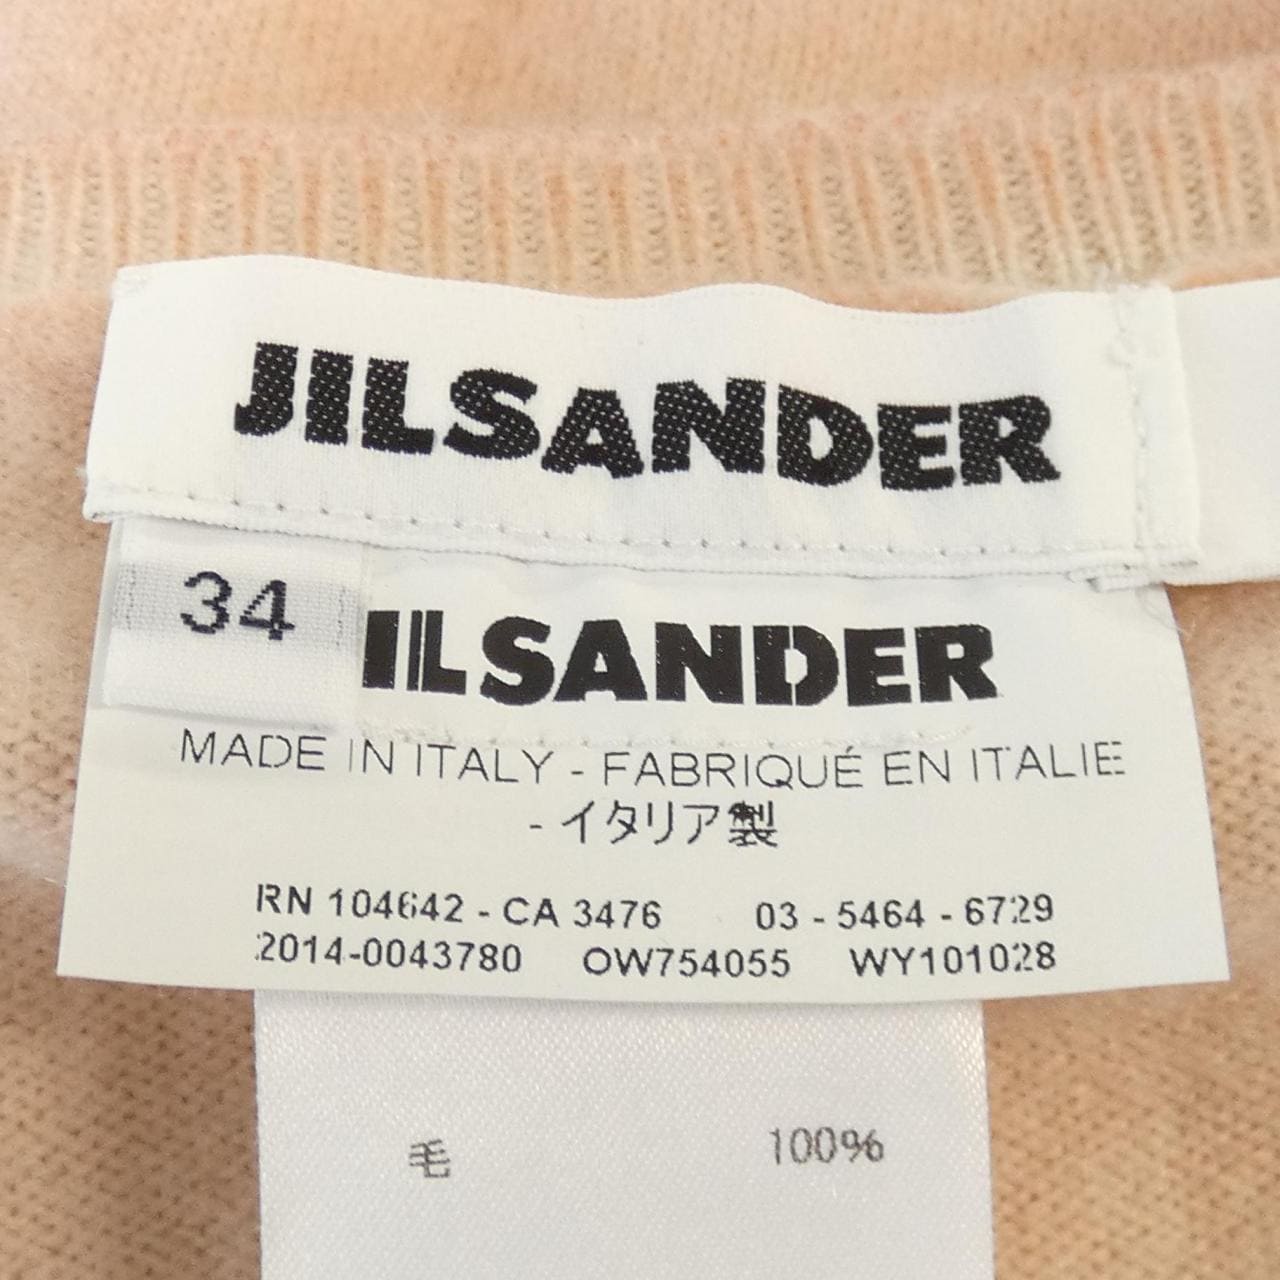 JILSANDER
34
ILSANDER
MADE IN ITALY - FABRIQUÉ EN ITALIE
- イタリア製
RN 104642 - CA 3476 03 - 5464 - 6729
2014-0043780 OW754055 WY101028
毛 100%